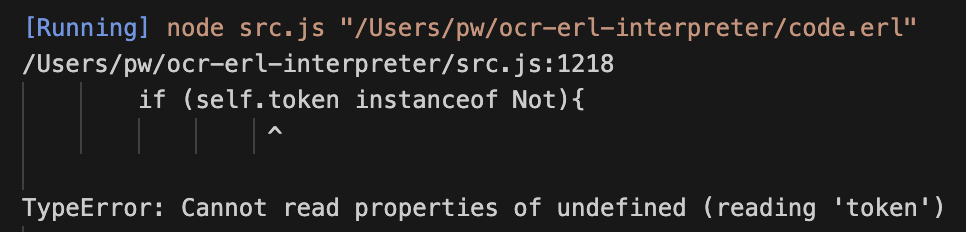 [Running] node src.js "/Users/pw/ocr-erl-interpreter/code.erl"
/Users/pw/ocr-erl-interpreter/src.js:1218
if (self.token instanceof Not){
^
TypeError: Cannot read properties of undefined (reading 'token')